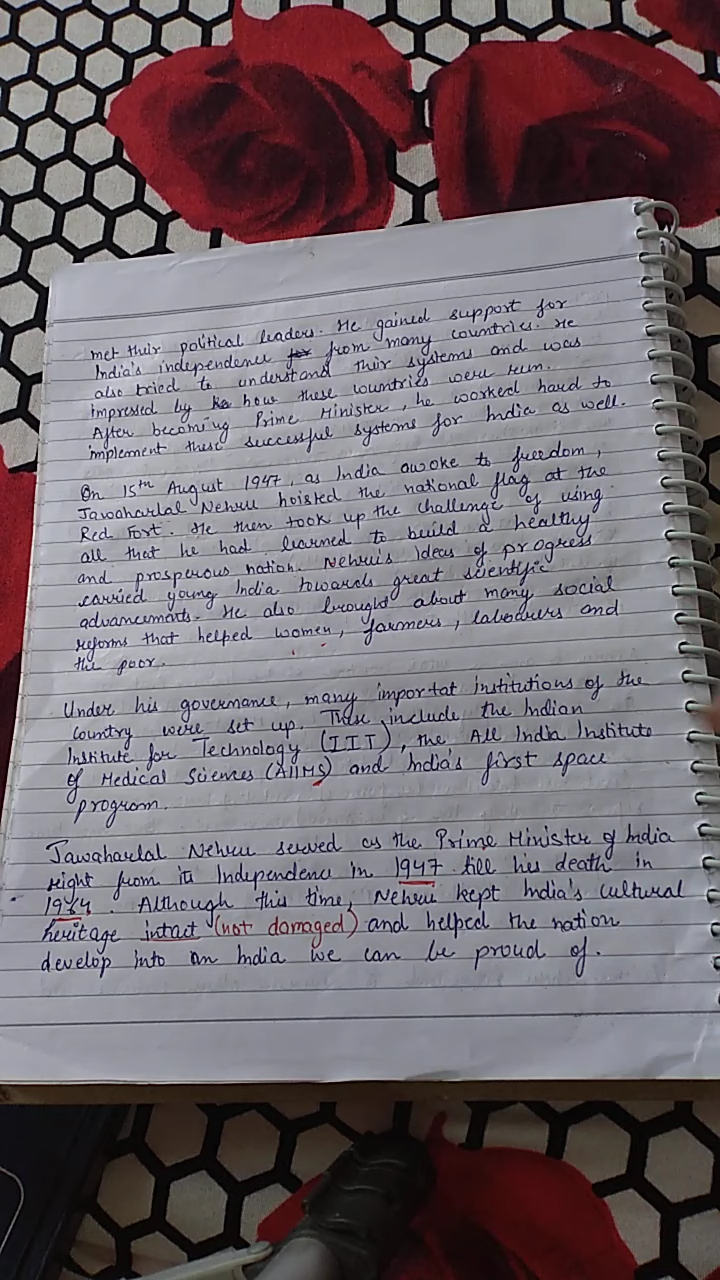 met their political leaders. He gained support for
India's independence for from many countries. He
also tried to understand their systems and was
impressed by how these countries were run.
After becoming Prime Minister, he worked hard to
implement these successful systems for India as well.
On 15th August 1947, as India awoke to freedom,
Jawaharlal Nehru hoisted the national flag at the
Red Fort. He then took up the challenge of using
all that he had learned to build a healthy
and prosperous nation. Nehru's ideas of progress
carried young India towards great scientific
advancements. He also brought about many social
reforms that helped women, farmers, labourers and
the poor.
Under his governance, many importat institutions of the
country were set up. These include the Indian
Institute for Technology (IIT), the All India Institute
of Medical Sciences (AIIMS) and India's first space
program.
Jawaharlal Nehru served as the Prime Minister of India
right from its Independence in 1947 till his death in
Although this time, Nehru kept India's cultural
heritage intact (not damaged) and helped the nation
develop into an India we can be proud of.